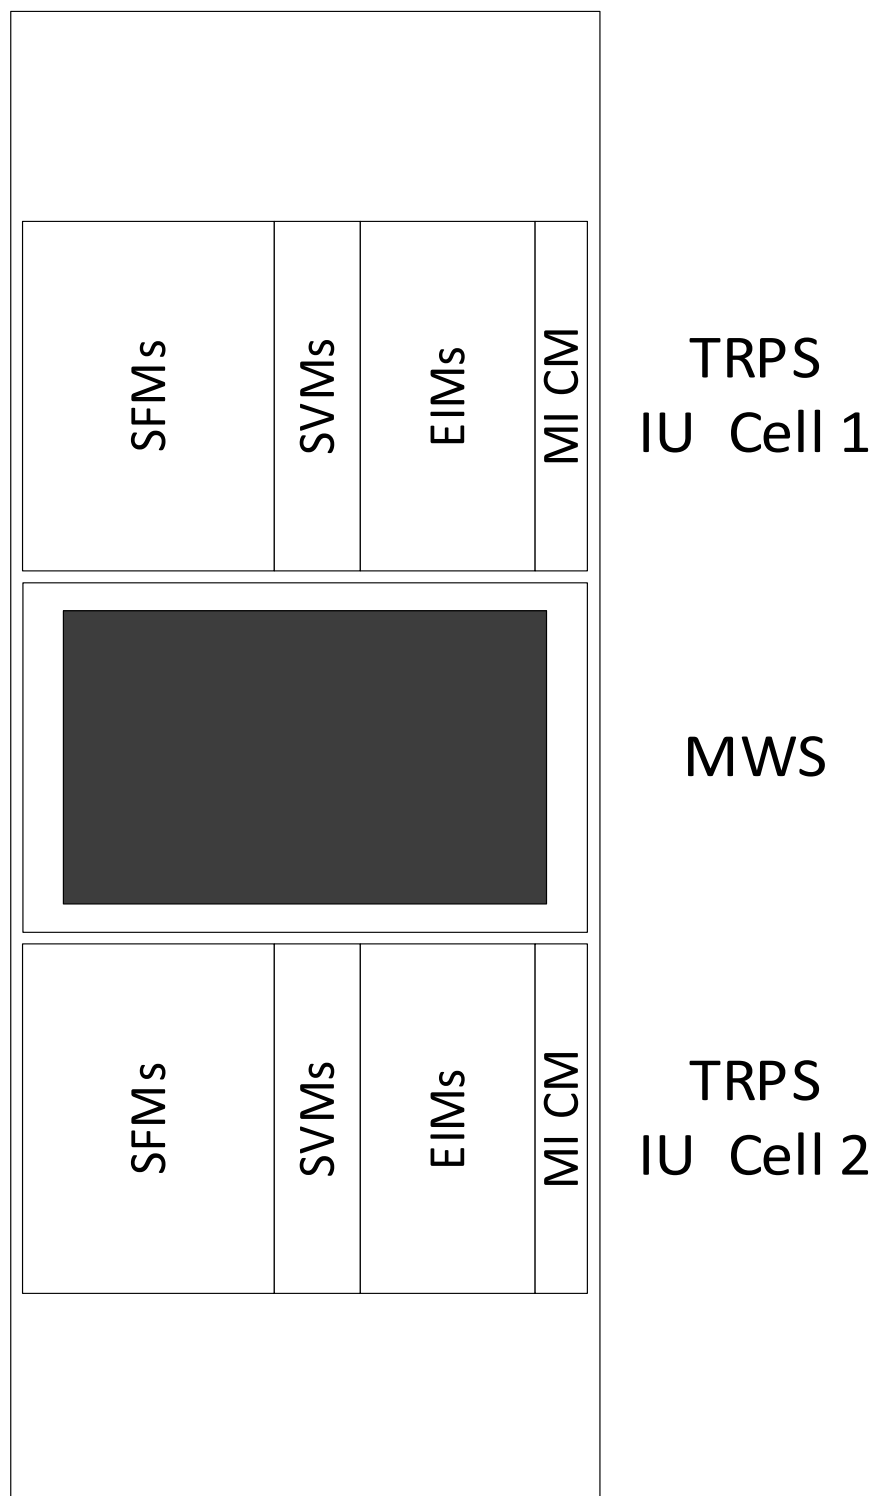 SFMs
SVMs
EIMs
MI CM
TRPS
IU Cell 1
MWS
SFMs
SVMs
EIMs
MI CM
TRPS
IU Cell 2